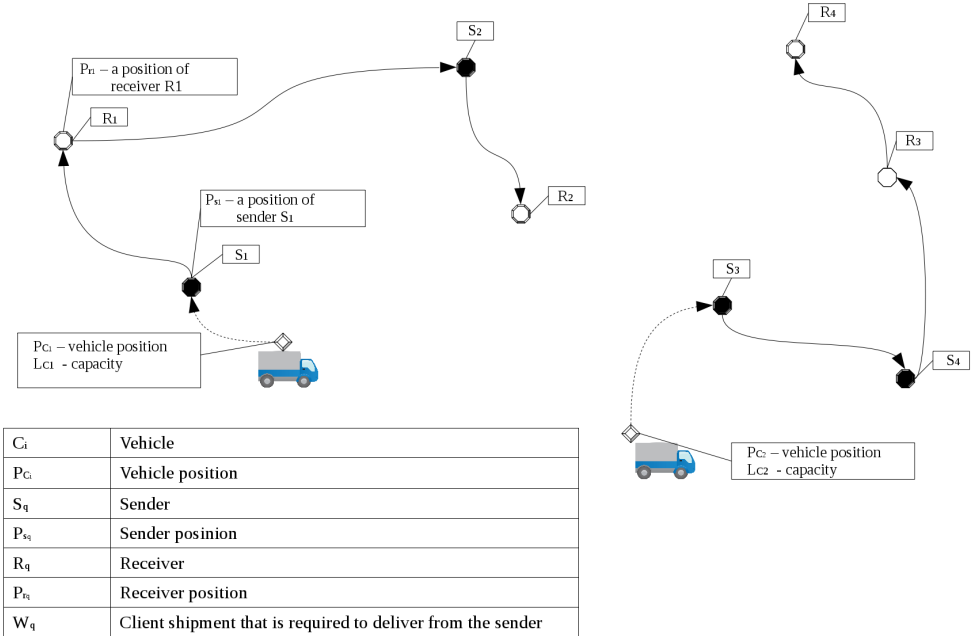 R4
S2
Pr1 – a position of
receiver R1
R1
R3
Ps1 – a position of
sender S1
R2
S1
S3
PC1 – vehicle position
LC1 - capacity
S4
PC2 – vehicle position
LC2 - capacity
Ci Vehicle
PCi Vehicle position
Sq Sender
Psq Sender posinion
Rq Receiver
Prq Receiver position
Wq Client shipment that is required to deliver from the sender